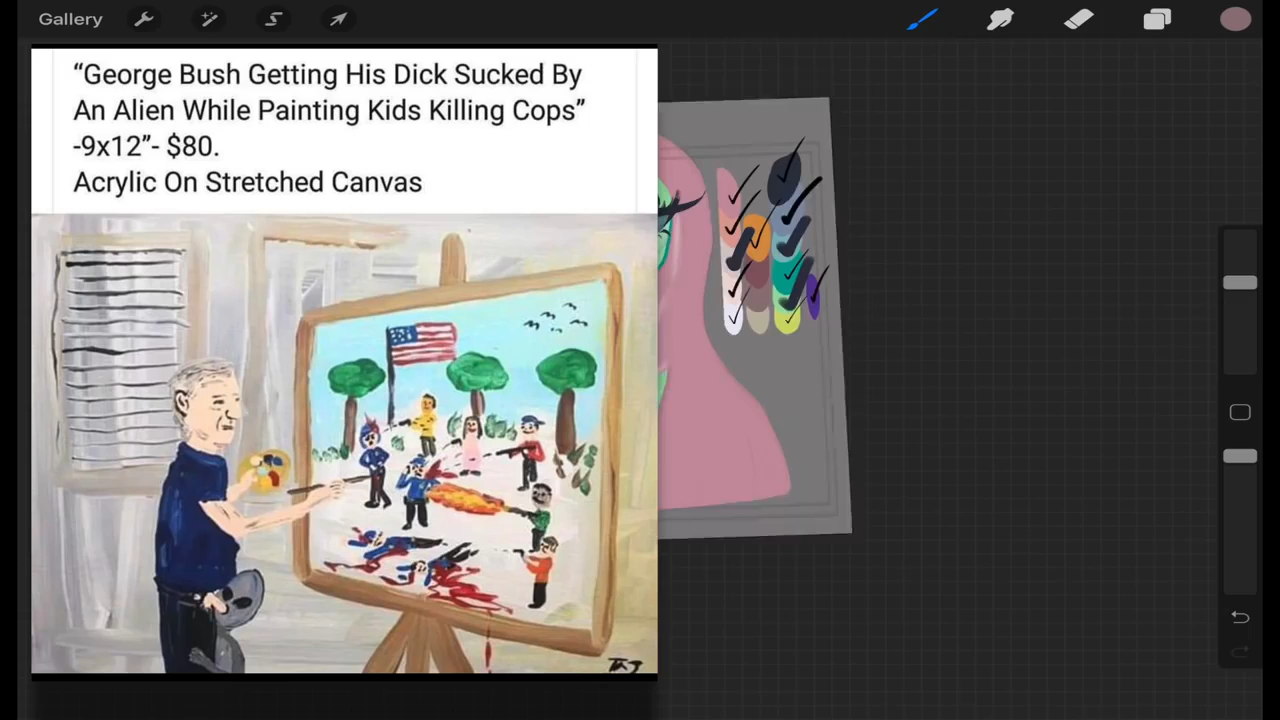 Gallery
“George Bush Getting His Dick Sucked By
An Alien While Painting Kids Killing Cops”
-9x12”- $80.
Acrylic On Stretched Canvas